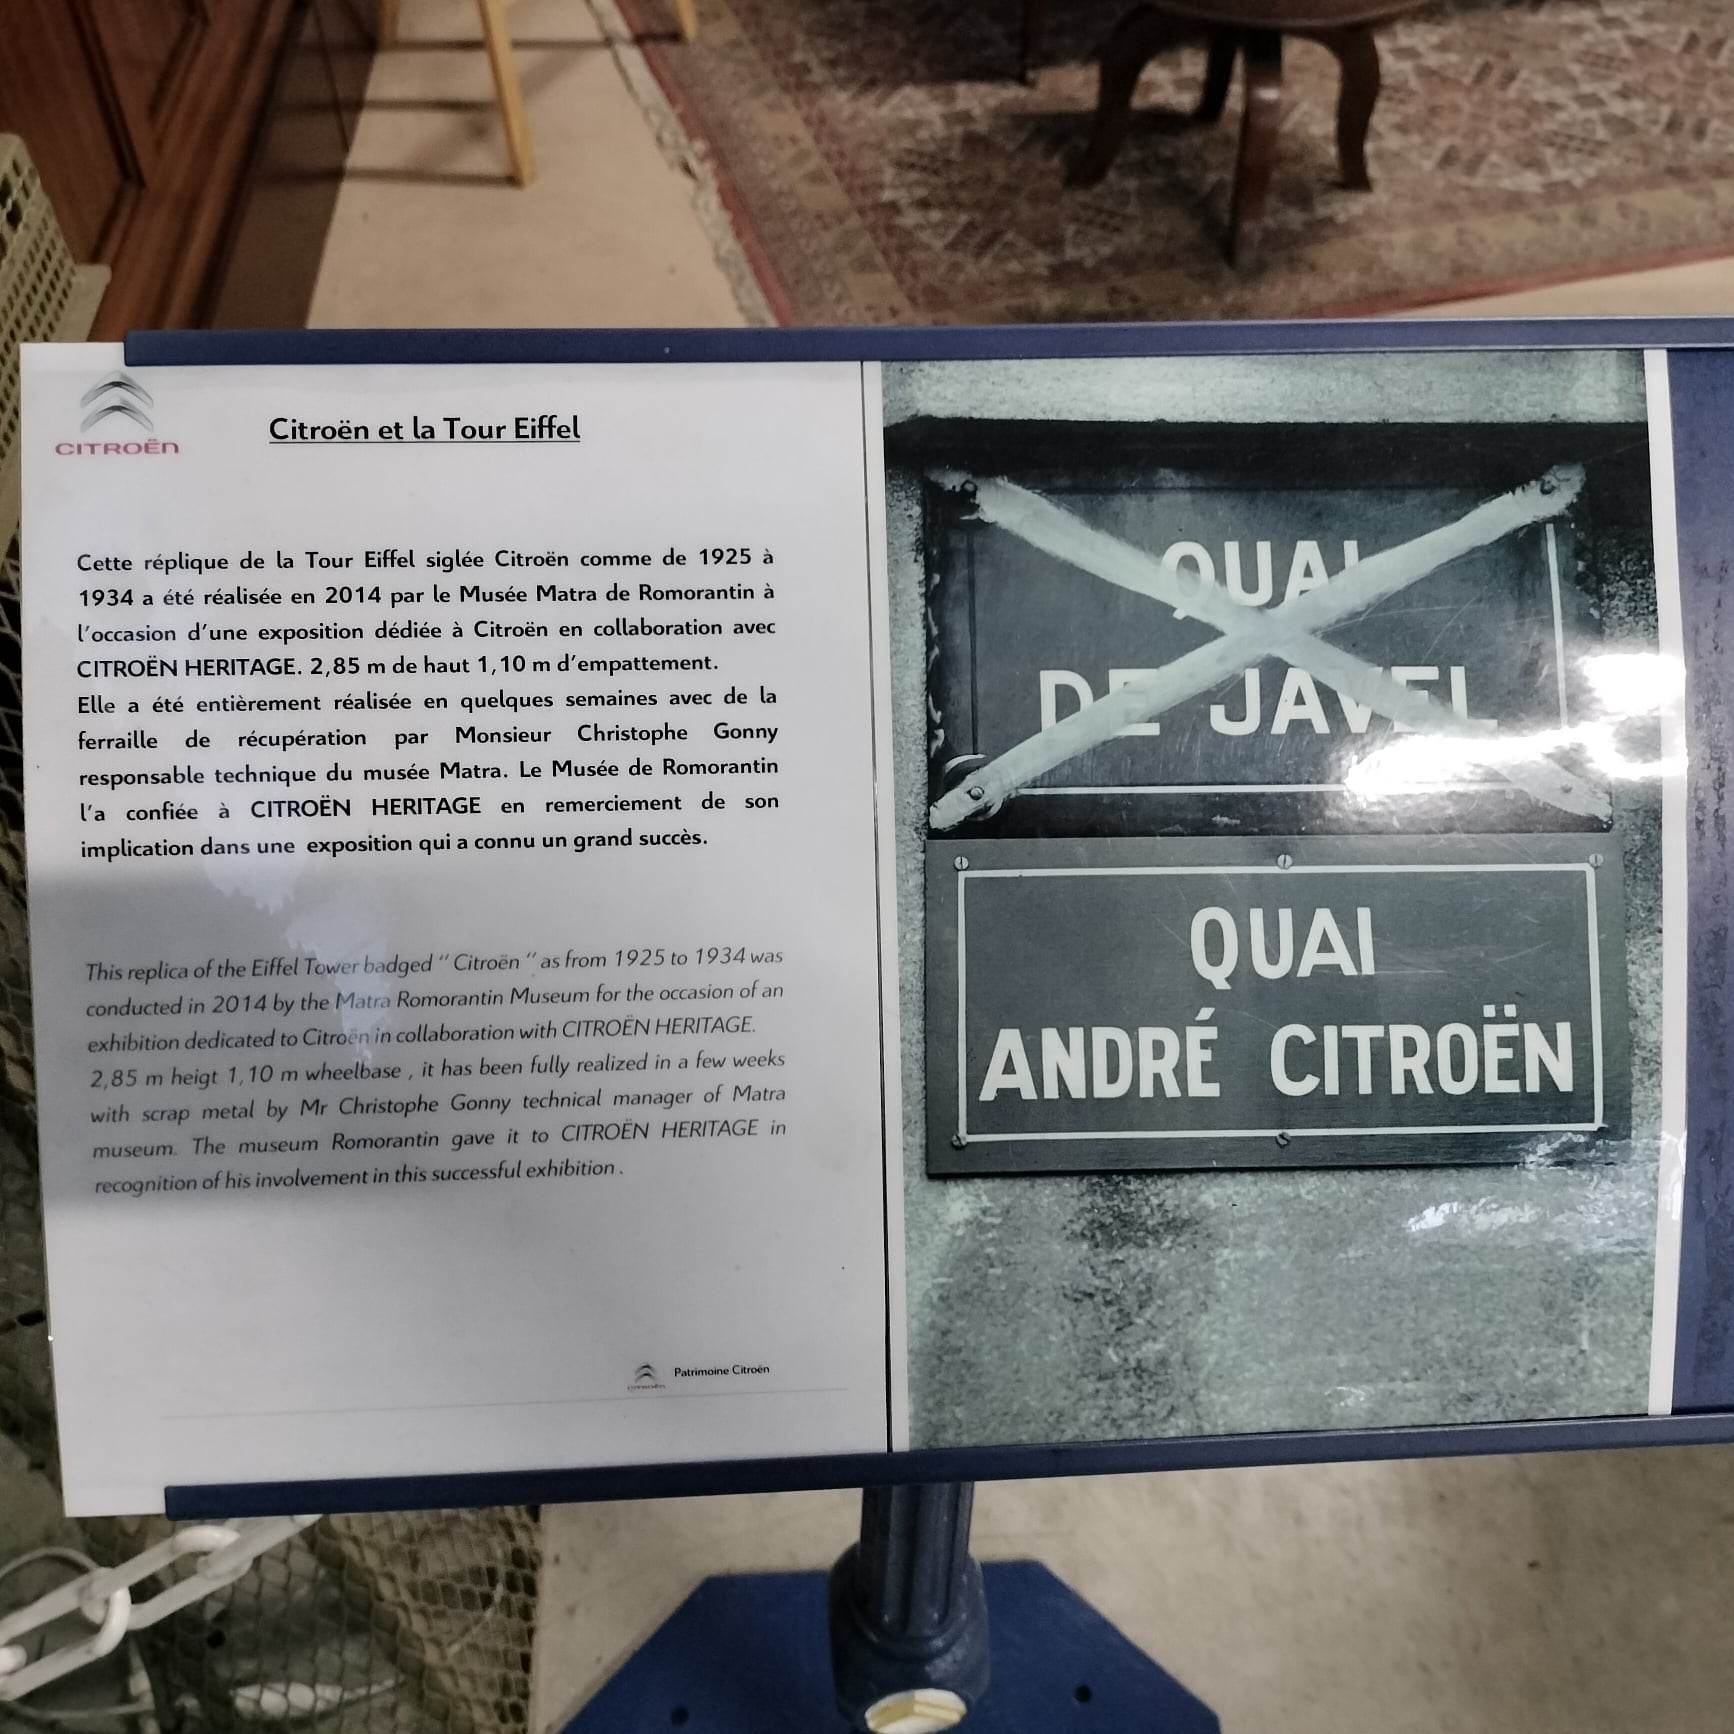 CITROËN
Citroën et la Tour Eiffel
Cette réplique de la Tour Eiffel siglée Citroën comme de 1925 à
1934 a été réalisée en 2014 par le Musée Matra de Romorantin à
l'occasion d'une exposition dédiée à Citroën en collaboration avec
CITROËN HERITAGE. 2,85 m de haut 1,10 m d'empattement.
Elle a été entièrement réalisée en quelques semaines avec de la
ferraille de récupération par Monsieur Christophe Gonny
responsable technique du musée Matra. Le Musée de Romorantin
l'a confiée à CITROËN HERITAGE en remerciement de son
implication dans une exposition qui a connu un grand succès.
This replica of the Eiffel Tower badged " Citroën " as from 1925 to 1934 was
conducted in 2014 by the Matra Romorantin Museum for the occasion of an
exhibition dedicated to Citroën in collaboration with CITROËN HERITAGE.
2,85 m heigt 1,10 m wheelbase , it has been fully realized in a few weeks
with scrap metal by Mr Christophe Gonny technical manager of Matra
museum. The museum Romorantin gave it to CITROËN HERITAGE in
recognition of his involvement in this successful exhibition .
CITROËN
Patrimoine Citroën
QUAI
DE JAVEL
QUAI
ANDRÉ CITROËN